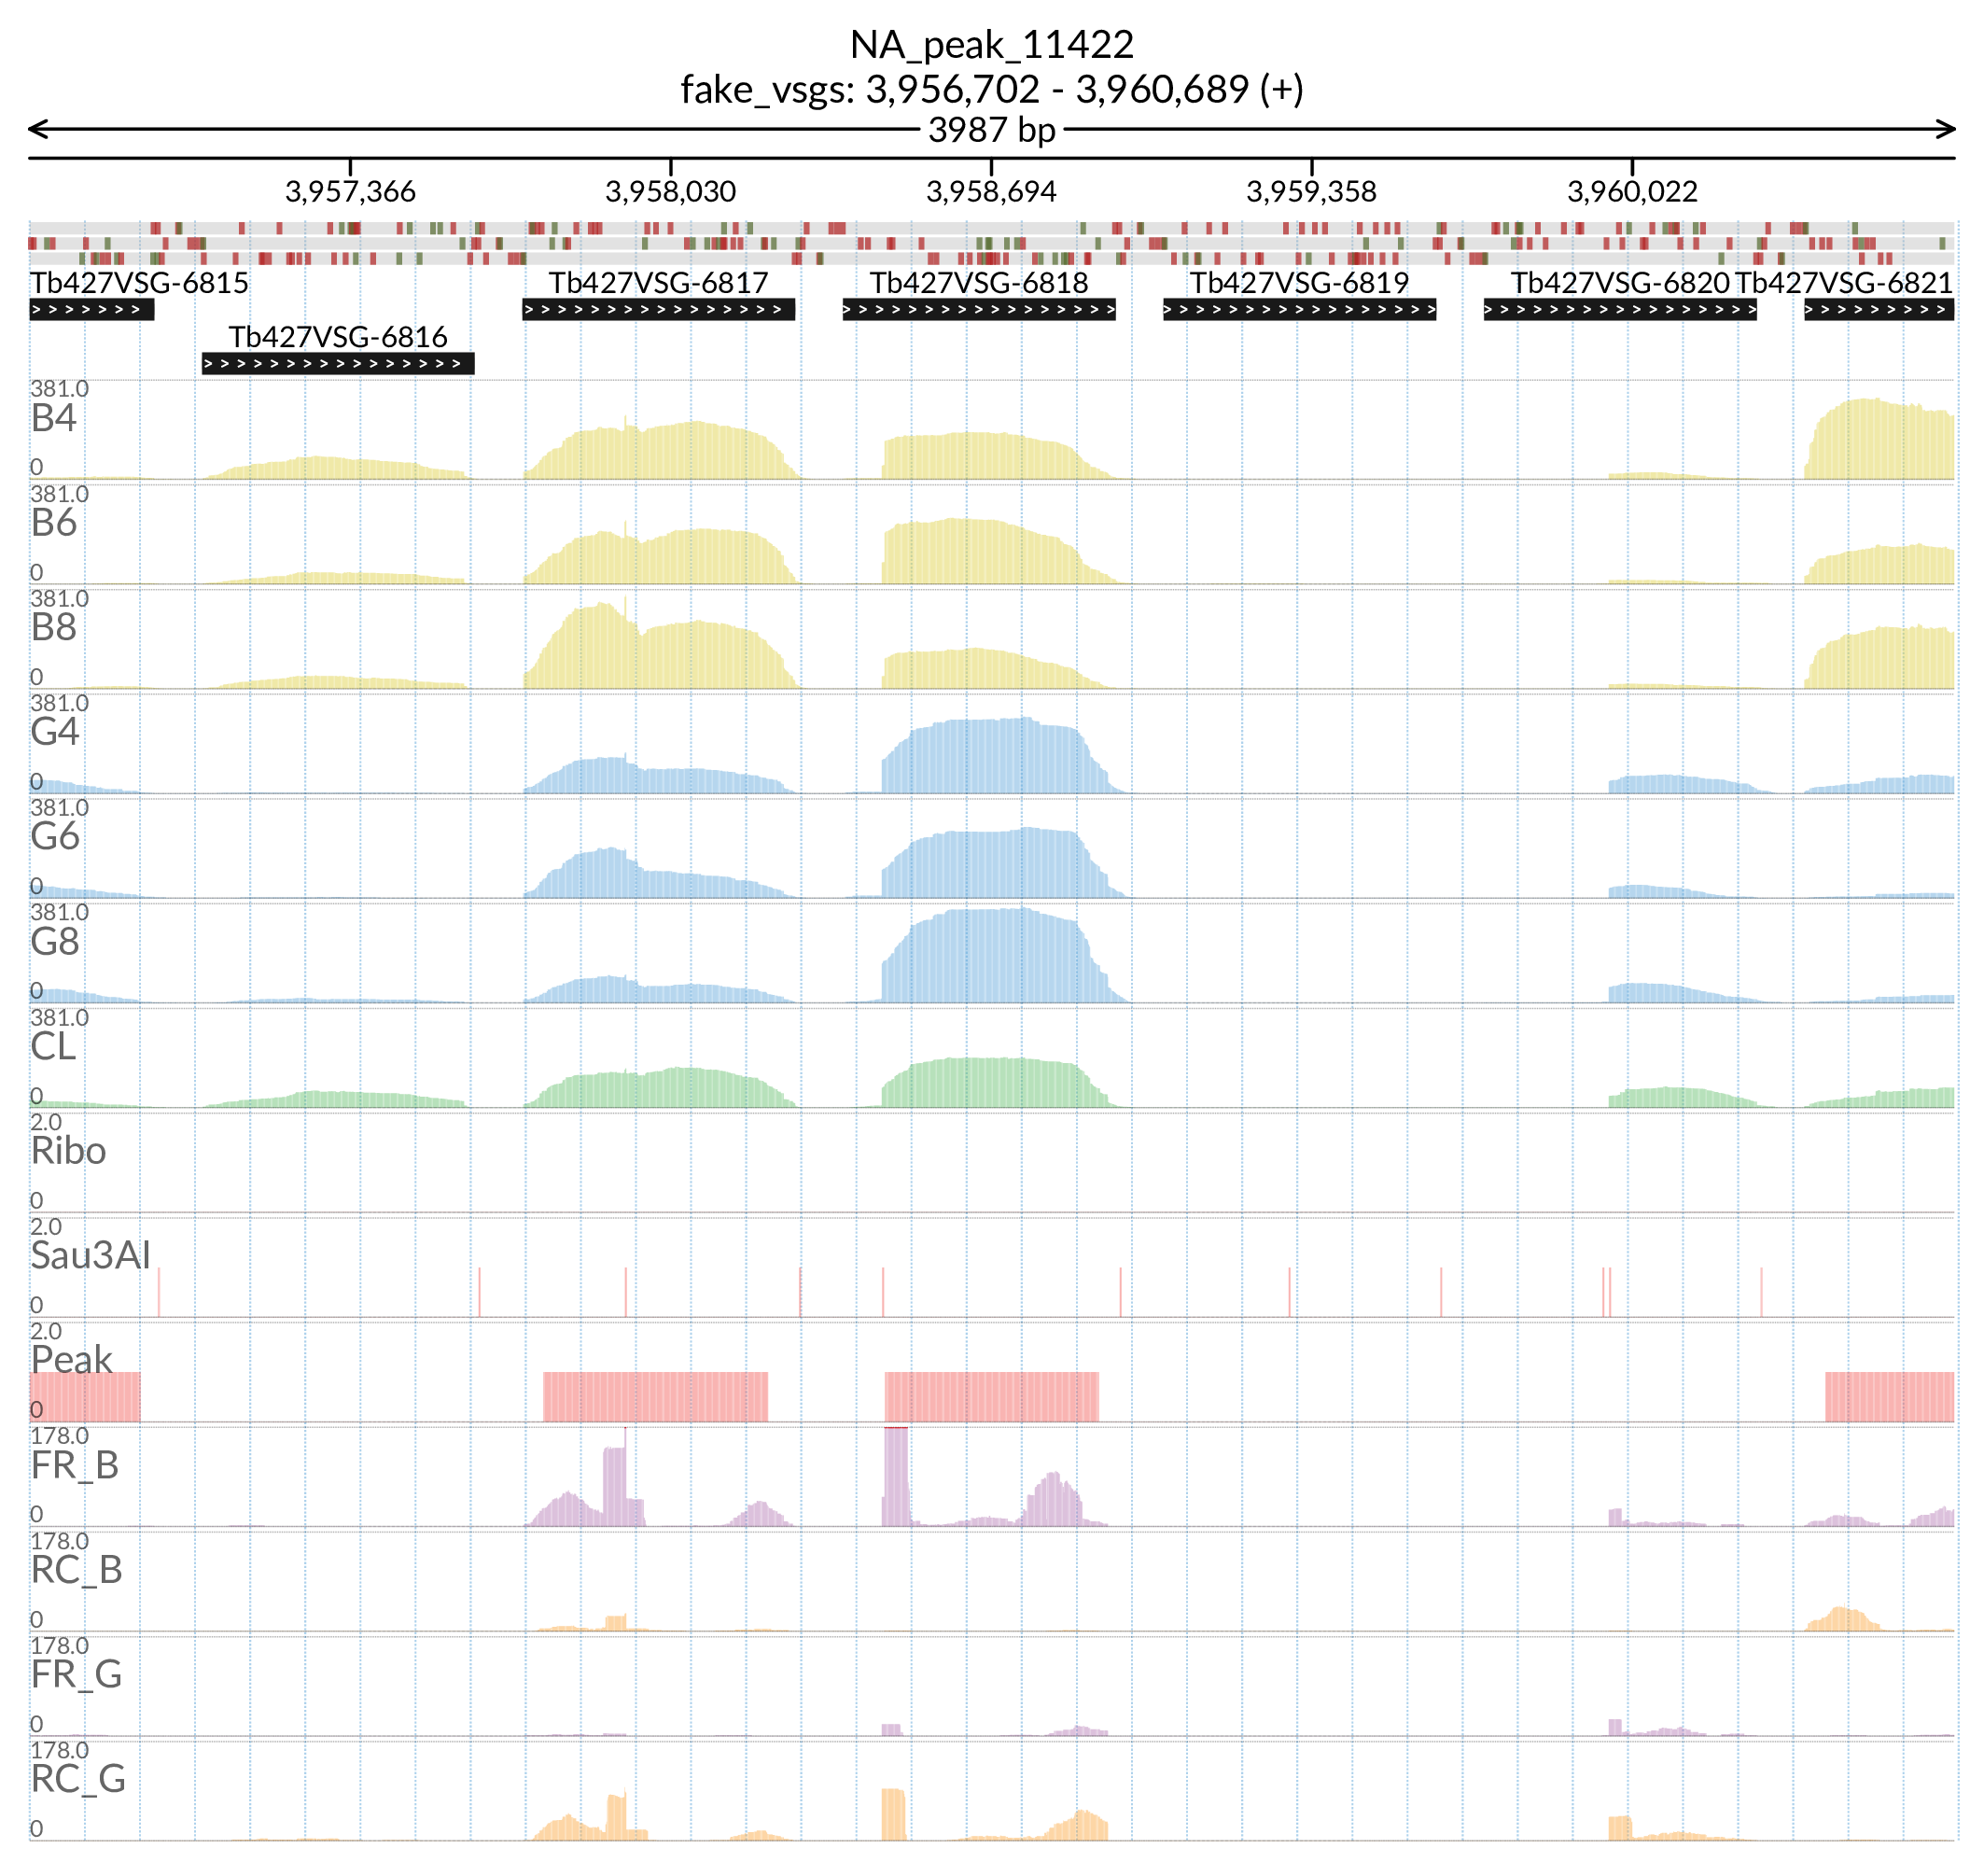 NA_peak_11422
fake_vsgs: 3,956,702 - 3,960,689 (+)
3987 bp
3,957,366 3,958,030 3,958,694 3,959,358 3,960,022
Tb427VSG-6815 Tb427VSG-6817 Tb427VSG-6818 Tb427VSG-6819 Tb427VSG-6820 Tb427VSG-6821
Tb427VSG-6816
381.0
B4
0
381.0
B6
0
381.0
B8
0
381.0
G4
0
381.0
G6
0
381.0
G8
0
381.0
CL
0
2.0
Ribo
0
2.0
Sau3AI
0
2.0
Peak
0
178.0
FR_B
0
178.0
RC_B
0
178.0
FR_G
0
178.0
RC_G
0